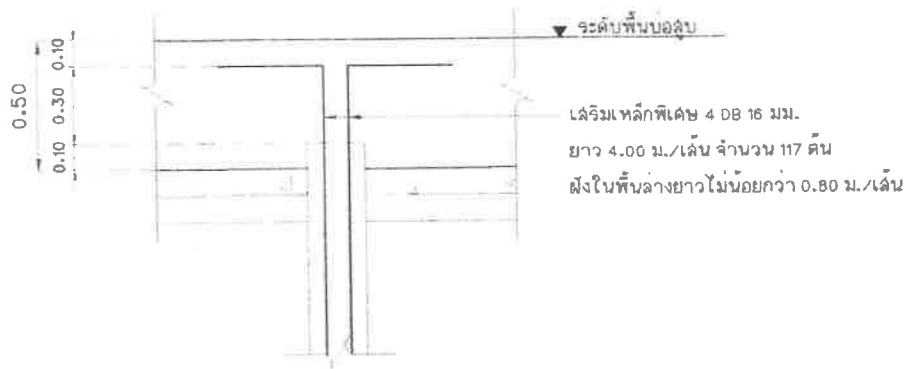 ระดับพื้นบ่อสูบ
0.10
0.50
0.30
0.10
เสริมเหล็กพิเศษ 4 DB 16 มม.
ยาว 4.00 ม./เส้น จำนวน 117 ต้น
ฝังในพื้นล่างยาวไม่น้อยกว่า 0.80 ม./เส้น